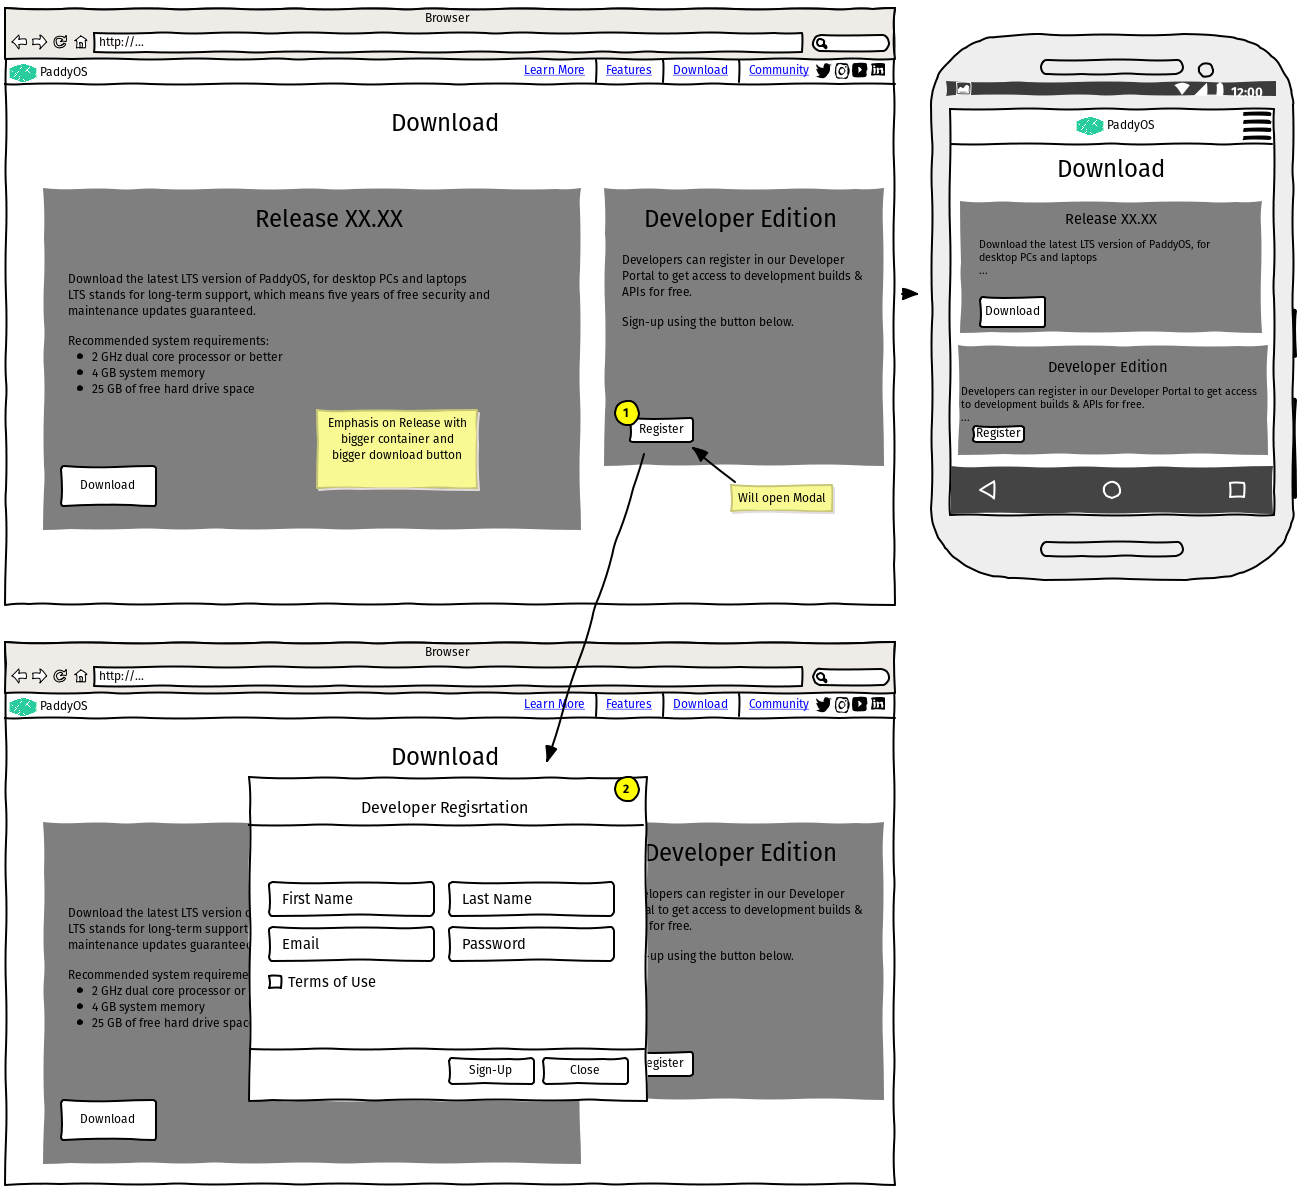 Browser
http://...
PaddyOS
Learn More
Features
Download
Community
Download
Release XX.XX
Download the latest LTS version of PaddyOS, for desktop PCs and laptops
LTS stands for long-term support, which means five years of free security and
maintenance updates guaranteed.
Recommended system requirements:
2 GHz dual core processor or better
4 GB system memory
25 GB of free hard drive space
Emphasis on Release with
bigger container and
bigger download button
Download
Developer Edition
Developers can register in our Developer
Portal to get access to development builds &
APIs for free.
Sign-up using the button below.
1
Register
Will open Modal
12:00
PaddyOS
Download
Release XX.XX
Download the latest LTS version of PaddyOS, for
desktop PCs and laptops
...
Download
Developer Edition
Developers can register in our Developer Portal to get access
to development builds & APIs for free.
...
Register
Browser
http://...
PaddyOS
Learn More
Features
Download
Community
Download
Download the latest LTS version
LTS stands for long-term support
maintenance updates guaranteed
Recommended system requireme
2 GHz dual core processor or
4 GB system memory
25 GB of free hard drive spac
Download
2
Developer Regisrtation
First Name
Last Name
Email
Password
Terms of Use
Sign-Up
Close
Developer Edition
elopers can register in our Developer
al to get access to development builds &
for free.
-up using the button below.
egister